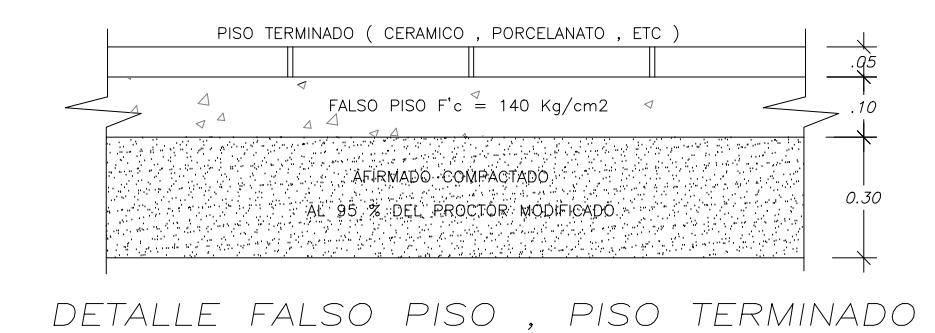 PISO TERMINADO ( CERAMICO , PORCELANATO , ETC )
.05
FALSO PISO F'c = 140 Kg/cm2
.10
AFIRMADO COMPACTADO
AL 95 % DEL PROCTOR MODIFICADO
0.30
DETALLE FALSO PISO , PISO TERMINADO